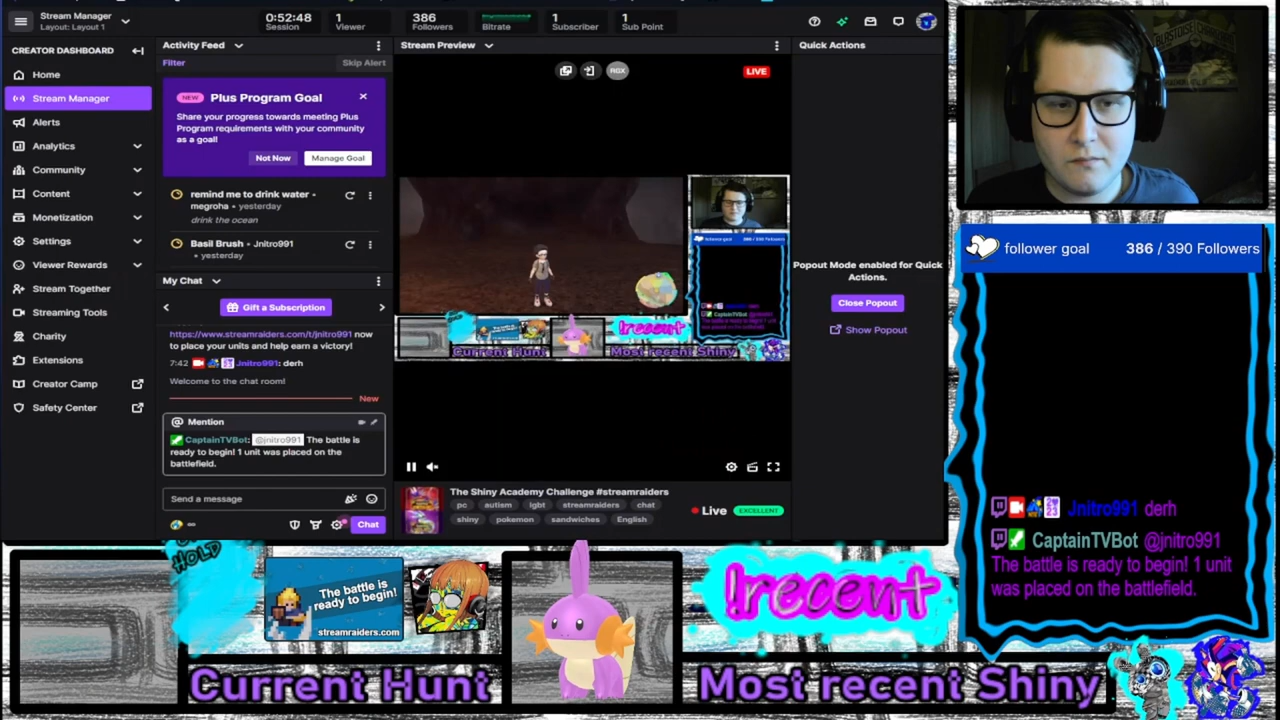 Stream Manager
Layout: Layout 1
0:52:48
Session
1
Viewer
386
Followers
Bitrate
1
Subscriber
1
Sub Point
CREATOR DASHBOARD
Home
Stream Manager
Alerts
Analytics
Community
Content
Monetization
Settings
Viewer Rewards
Stream Together
Streaming Tools
Charity
Extensions
Creator Camp
Safety Center
Activity Feed
Filter
Skip Alert
NEW Plus Program Goal
Share your progress towards meeting Plus
Program requirements with your community
as a goal!
Not Now
Manage Goal
remind me to drink water •
megroha • yesterday
drink the ocean
Basil Brush • Jnitro991
• yesterday
My Chat
Gift a Subscription
https://www.streamraiders.com/t/jnitro991 now
to place your units and help earn a victory!
7:42 Jnitro991: derh
Welcome to the chat room!
New
@ Mention
CaptainTVBot: @jnitro991 The battle is
ready to begin! 1 unit was placed on the
battlefield.
Send a message
Chat
Stream Preview
LIVE
follower goal 386 / 390 Followers
!recent
Current Hunt
Most recent Shiny
The Shiny Academy Challenge #streamraiders
pc autism lgbt streamraiders chat
shiny pokemon sandwiches English
Live EXCELLENT
Quick Actions
Popout Mode enabled for Quick
Actions.
Close Popout
Show Popout
follower goal 386 / 390 Followers
Jnitro991 derh
CaptainTVBot @jnitro991
The battle is ready to begin! 1 unit
was placed on the battlefield.
HOLD
The battle is
ready to begin!
streamraiders.com
!recent
Current Hunt
Most recent Shiny